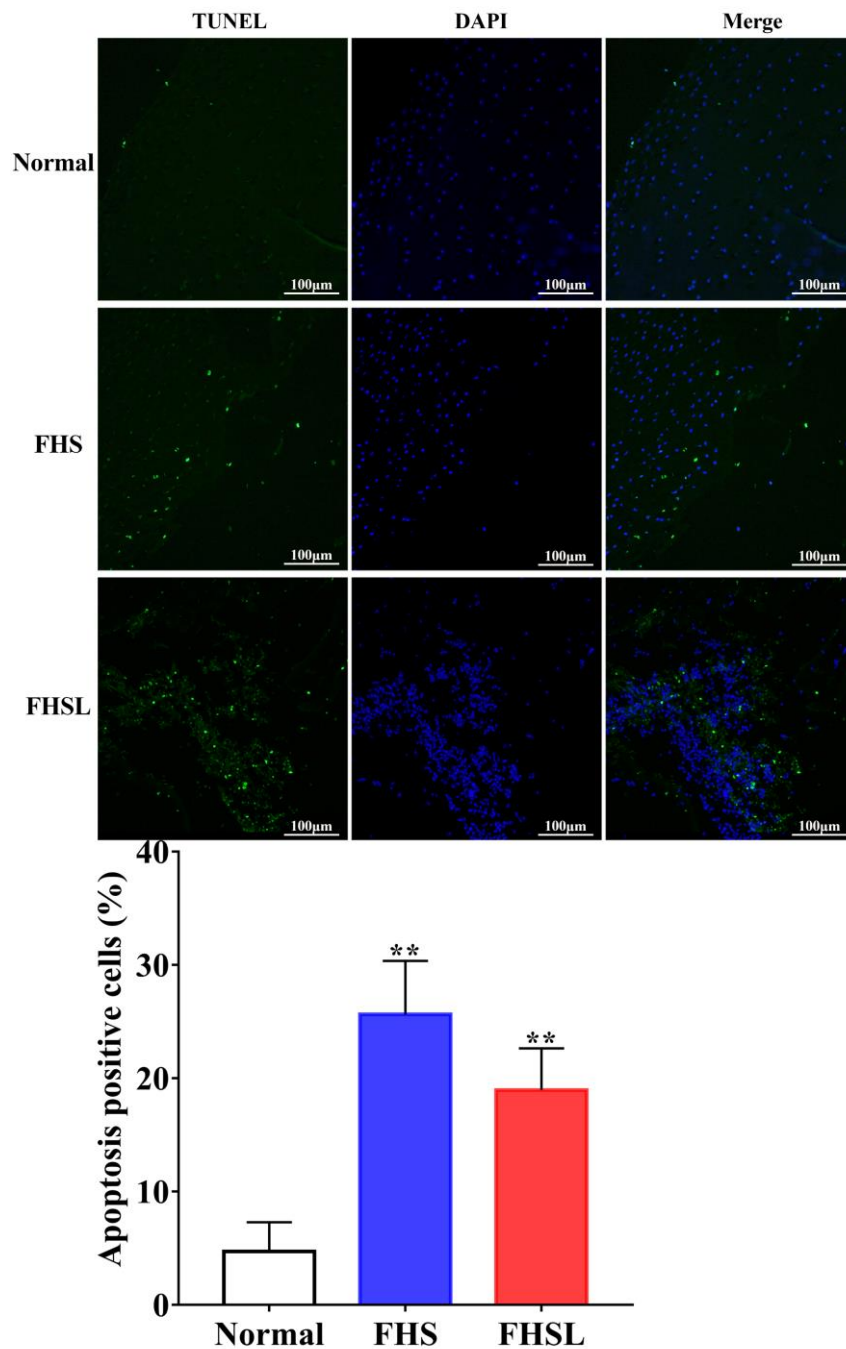 TUNEL DAPI Merge
Normal
100μm 100μm 100μm
FHS
100μm 100μm 100μm
FHSL
100μm 100μm 100μm
Apoptosis positive cells (%)
40
30
20
10
0
** **
Normal FHS FHSL